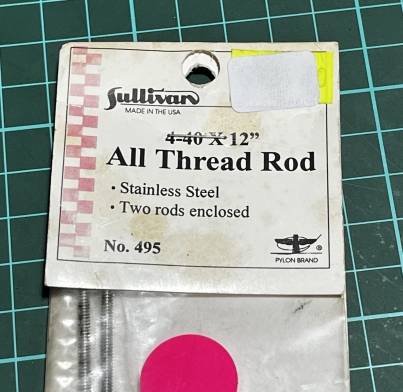 Sullivan
MADE IN THE USA
4-40 X 12”
All Thread Rod
• Stainless Steel
• Two rods enclosed
No. 495
®
PYLON BRAND